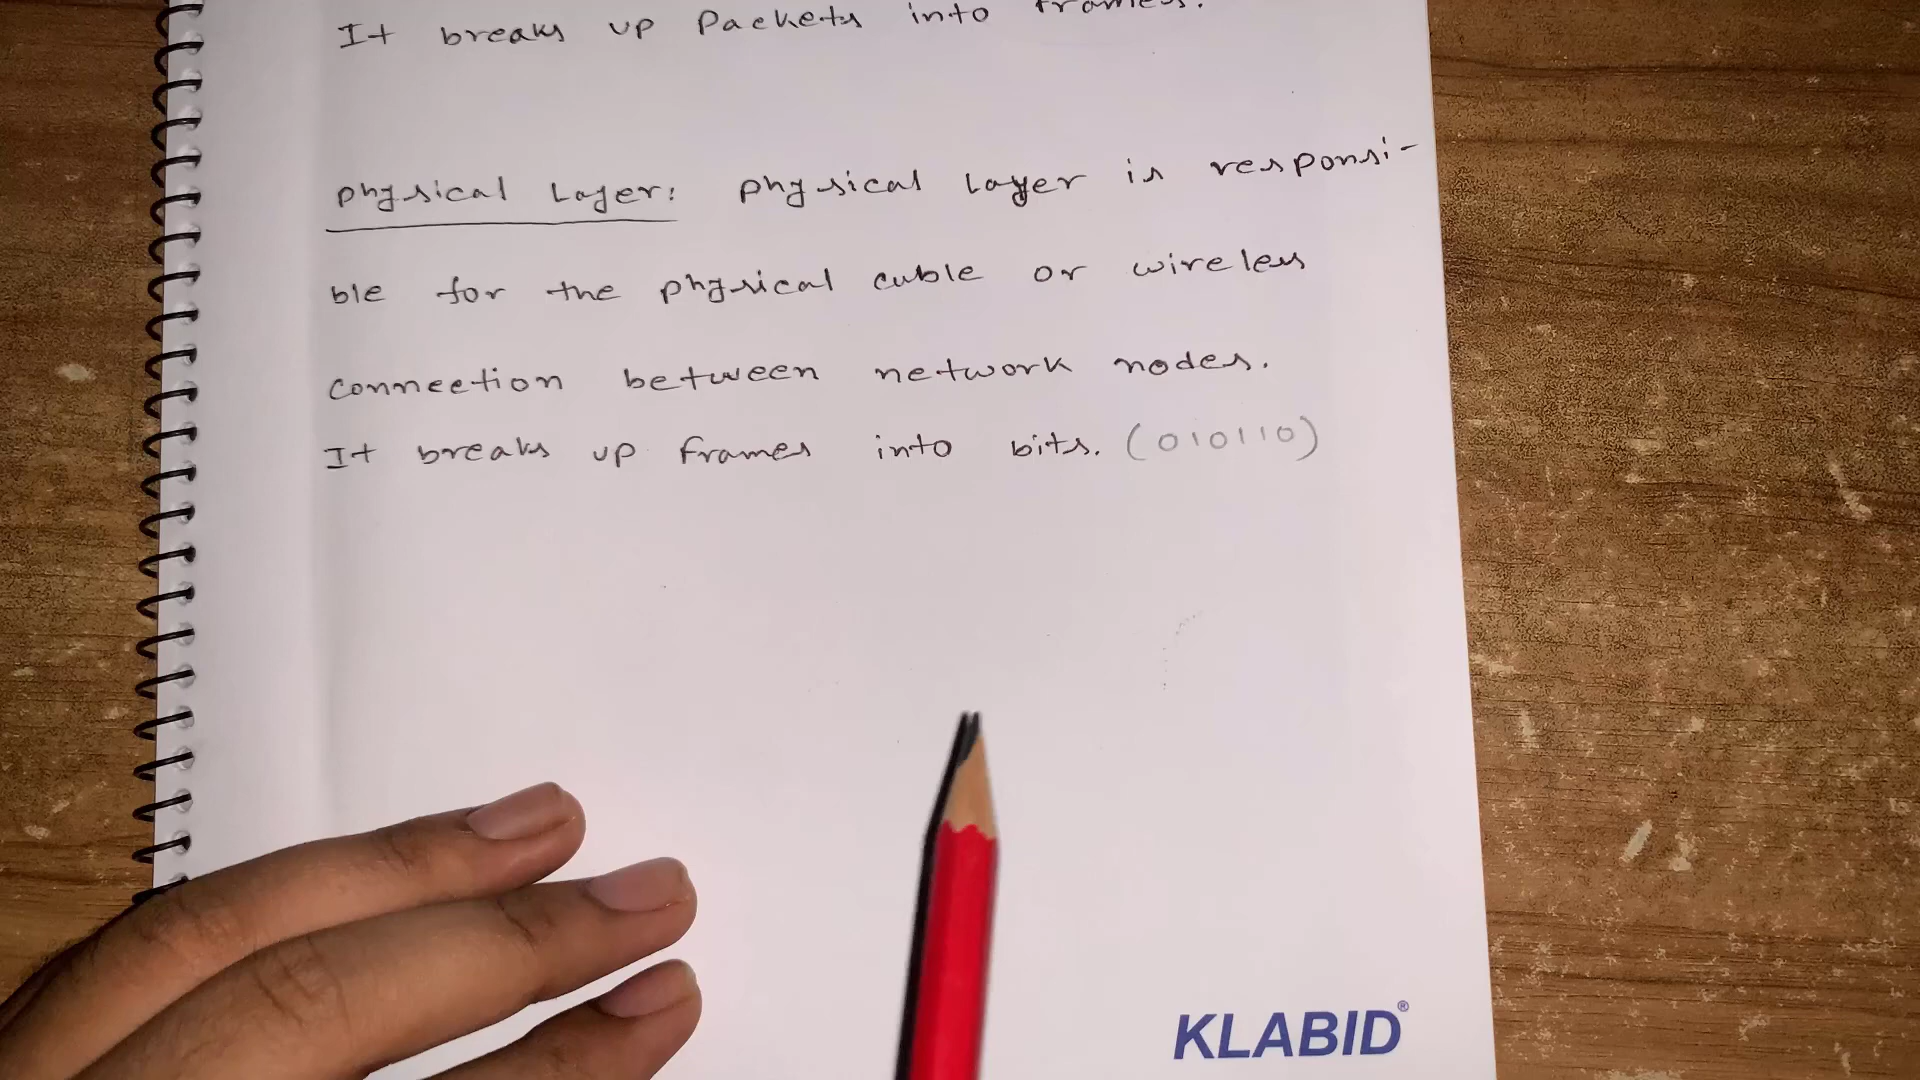 It breaks up Packets into frames.
Physical Layer: Physical Layer is responsi-
ble for the physical cable or wireless
connection between network nodes.
It breaks up frames into bits. (010110)
KLABID®